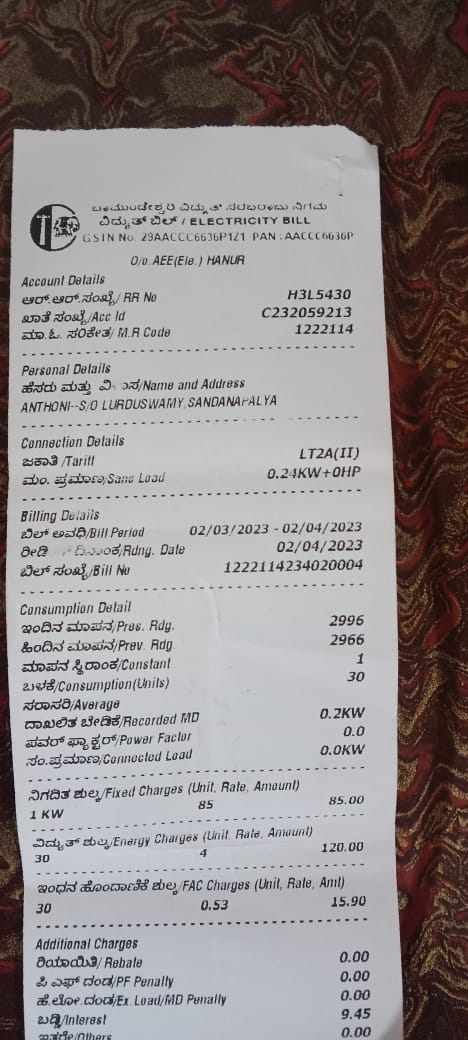 ಚಾಮುಂಡೇಶ್ವರಿ ವಿದ್ಯುತ್ ಸರಬರಾಜು ನಿಗಮ
ವಿದ್ಯುತ್ ಬಿಲ್ / ELECTRICITY BILL
GSTN No. 29AACCC6636P1Z1 PAN :AACCC6636P
O/o.AEE(Ele.) HANUR
Account Details
ಆರ್.ಆರ್.ಸಂಖ್ಯೆ/ RR No H3L5430
ಖಾತೆ ಸಂಖ್ಯೆ/Acc Id C232059213
ಮಾ.ಓ. ಸಂಕೇತ/ M.R Code 1222114
Personal Details
ಹೆಸರು ಮತ್ತು /Name and Address
ANTHONI--S/O LURDUSWAMY,SANDANAPALYA
Connection Details
ಜಕಾತಿ /Tariff LT2A(II)
ಮಂ. ಪ್ರಮಾಣ/Sanc Load 0.24KW+0HP
Billing Details
ಬಿಲ್ ಅವಧಿ/Bill Period 02/03/2023 - 02/04/2023
/Rdng. Date 02/04/2023
ಬಿಲ್ ಸಂಖ್ಯೆ/Bill No 1222114234020004
Consumption Detail
ಇಂದಿನ ಮಾಪನ/Pres. Rdg. 2996
ಹಿಂದಿನ ಮಾಪನ/Prev. Rdg. 2966
ಮಾಪನ ಸ್ಥಿರಾಂಕ/Constant 1
ಬಳಕೆ/Consumption(Units) 30
ಸರಾಸರಿ/Average
ದಾಖಲಿತ ಬೇಡಿಕೆ/Recorded MD 0.2KW
ಪವರ್ ಫ್ಯಾಕ್ಟರ್/Power Factor 0.0
ಸಂ.ಪ್ರಮಾಣ/Connected Load 0.0KW
ನಿಗದಿತ ಶುಲ್ಕ/Fixed Charges (Unit, Rate, Amount)
1 KW 85 85.00
ವಿದ್ಯುತ್ ಶುಲ್ಕ/Energy Charges (Unit, Rate, Amount)
30 4 120.00
ಇಂಧನ ಹೊಂದಾಣಿಕೆ ಶುಲ್ಕ/FAC Charges (Unit, Rate, Amt)
30 0.53 15.90
Additional Charges
ರಿಯಾಯಿತಿ/ Rebate 0.00
ಪಿ ಎಫ್ ದಂಡ/PF Penalty 0.00
ಹೆ.ಲೋ.ದಂಡ/Ex.Load/MD Penalty 0.00
ಬಡ್ಡಿ/Interest 9.45
ಇತರೇ/Others 0.00